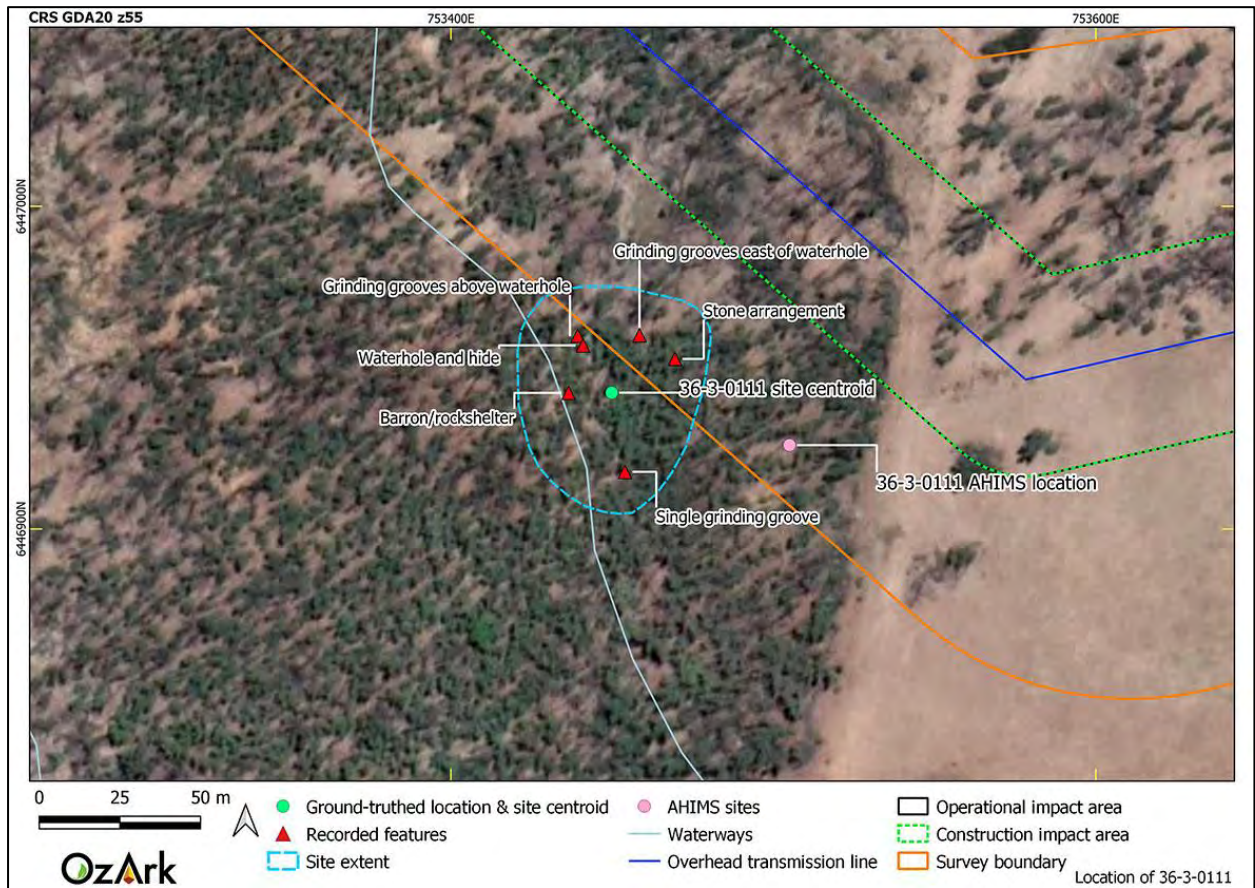 CRS GDA20 z55
753400E
753600E
6447000N
6446900N
Grinding grooves east of waterhole
Grinding grooves above waterhole
Stone arrangement
Waterhole and hide
36-3-0111 site centroid
Barron/rockshelter
36-3-0111 AHIMS location
Single grinding groove
0 25 50 m
Ground-truthed location & site centroid
Recorded features
Site extent
AHIMS sites
Waterways
Overhead transmission line
Operational impact area
Construction impact area
Survey boundary
OzArk
Location of 36-3-0111